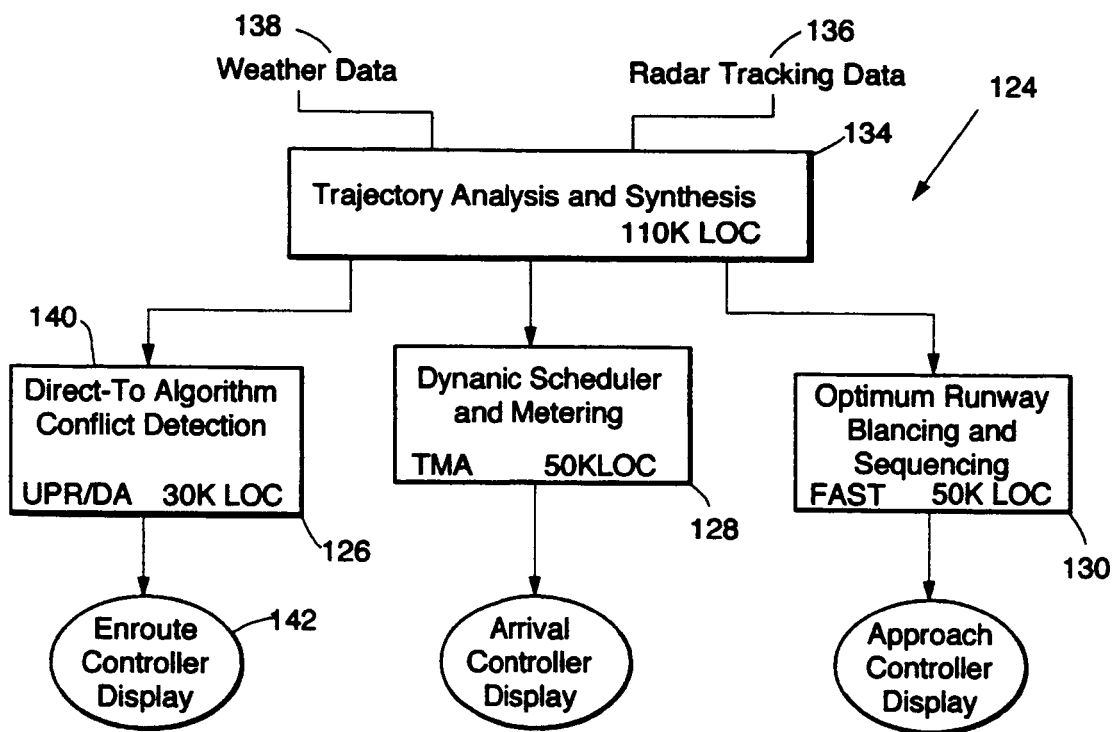 138
Weather Data
136
Radar Tracking Data
124
134
Trajectory Analysis and Synthesis
110K LOC
140
Direct-To Algorithm
Conflict Detection
UPR/DA 30K LOC
126
Dynanic Scheduler
and Metering
TMA 50KLOC
128
Optimum Runway
Blancing and
Sequencing
FAST 50K LOC
130
Enroute
Controller
Display
142
Arrival
Controller
Display
Approach
Controller
Display